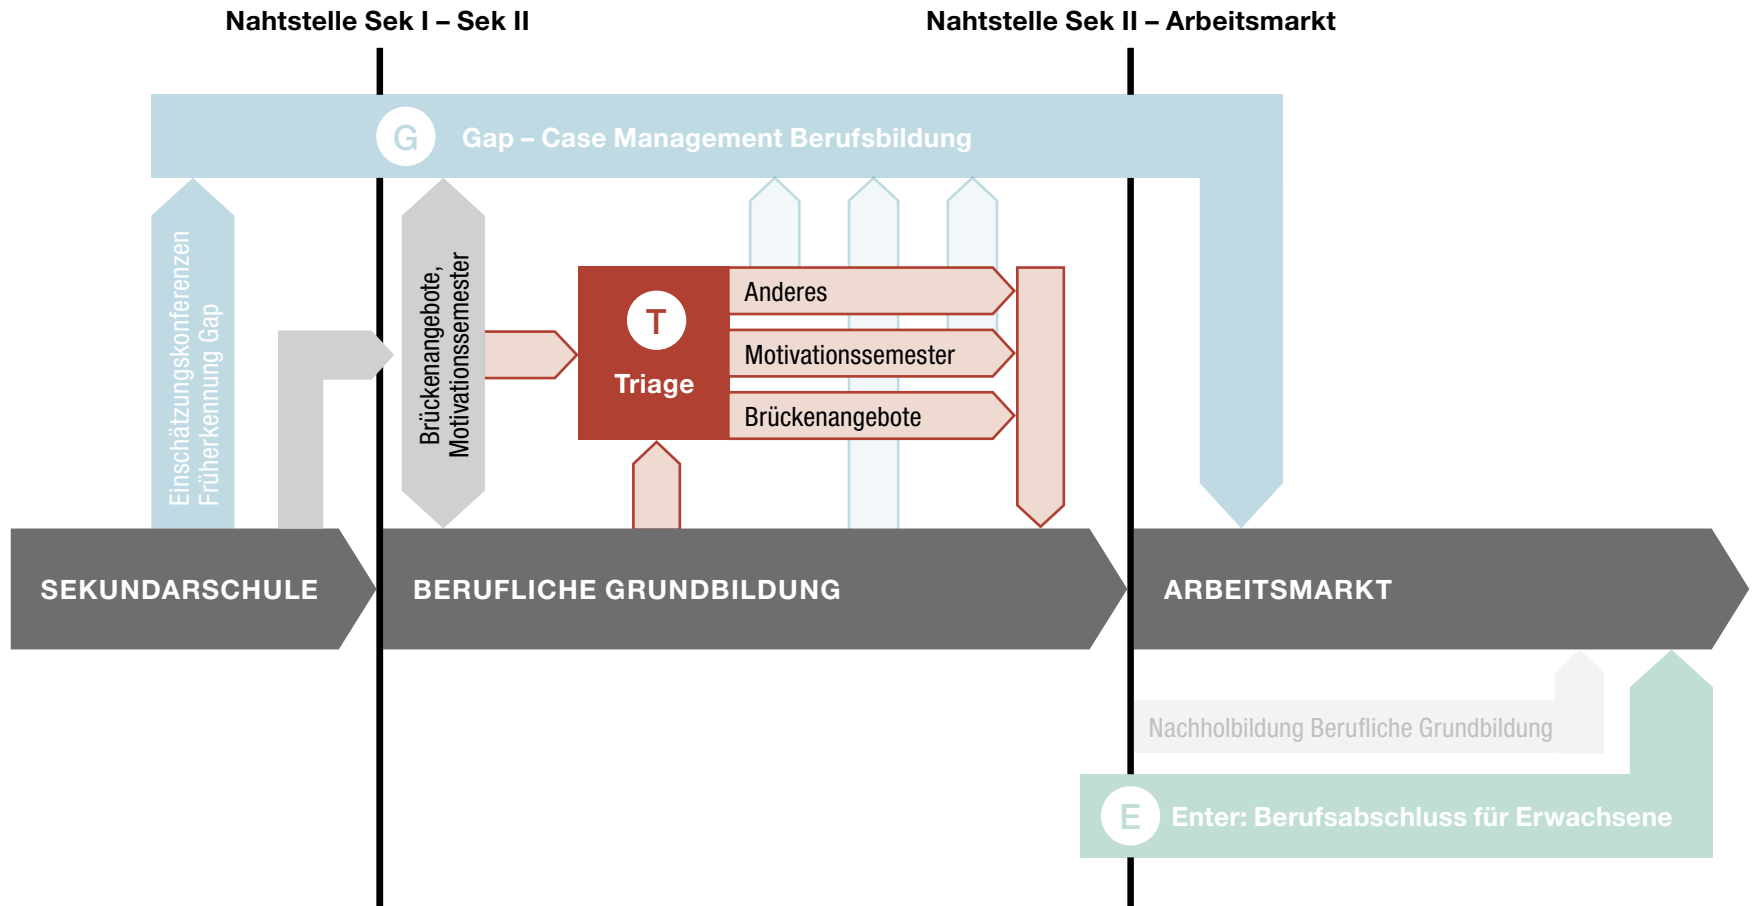 Nahtstelle Sek I – Sek II
Nahtstelle Sek II – Arbeitsmarkt
G
Gap – Case Management Berufsbildung
Einschätzungskonferenzen
Früherkennung Gap
Brückenangebote,
Motivationssemester
T
Triage
Anderes
Motivationssemester
Brückenangebote
SEKUNDARSCHULE
BERUFLICHE GRUNDBILDUNG
ARBEITSMARKT
Nachholbildung Berufliche Grundbildung
E
Enter: Berufsabschluss für Erwachsene